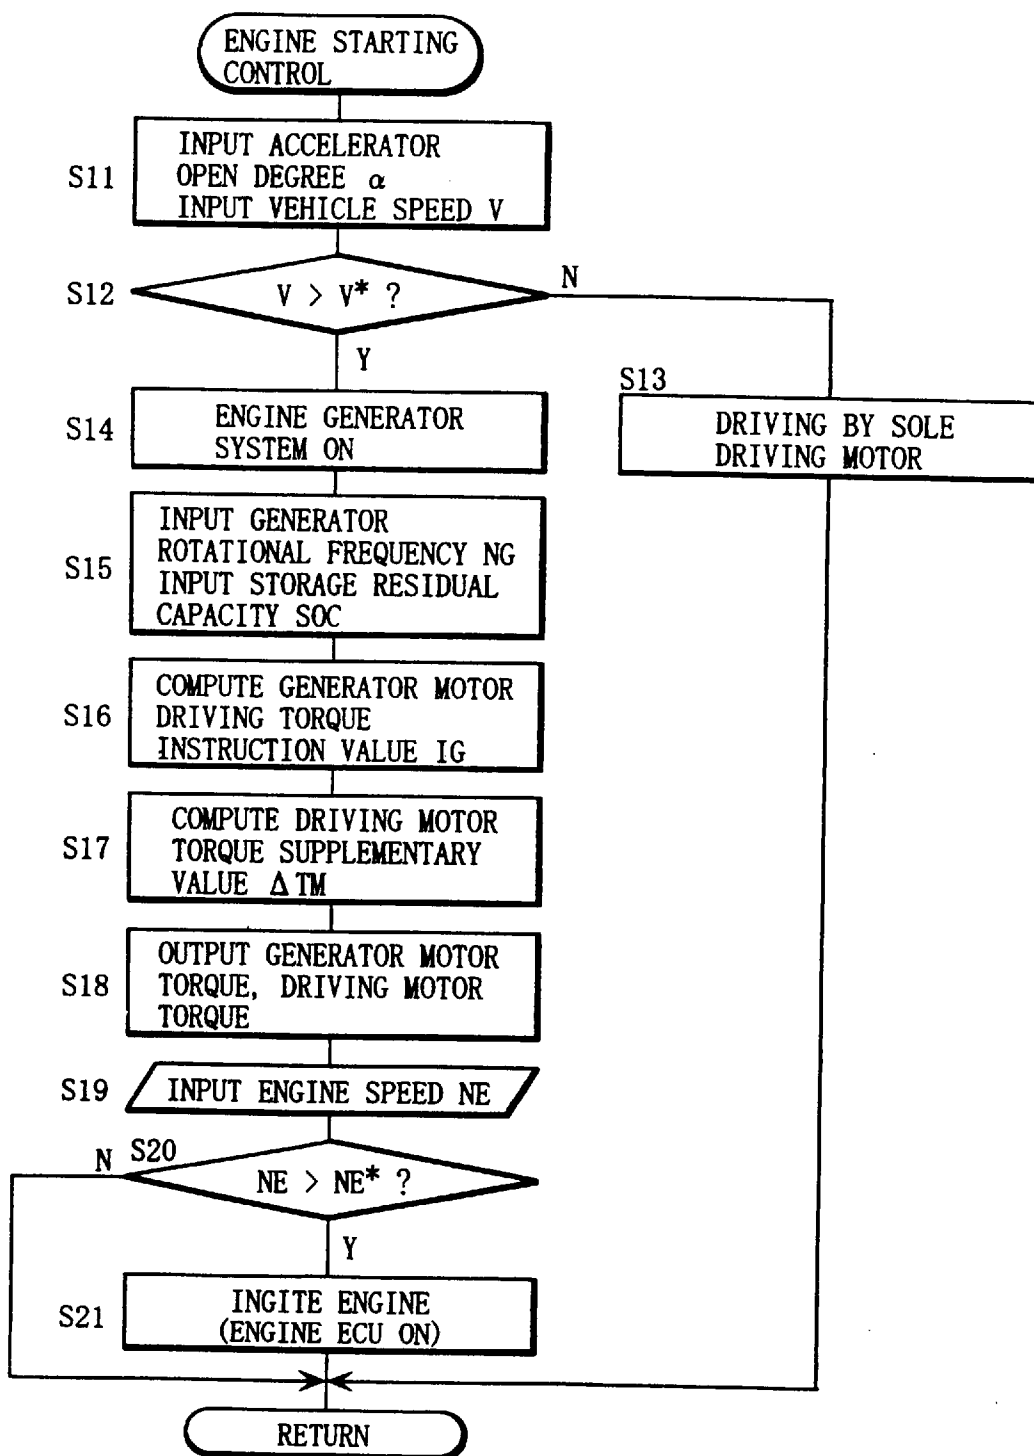 ENGINE STARTING
CONTROL
S11
INPUT ACCELERATOR
OPEN DEGREE α
INPUT VEHICLE SPEED V
S12
V > V* ?
N
Y
S13
DRIVING BY SOLE
DRIVING MOTOR
S14
ENGINE GENERATOR
SYSTEM ON
S15
INPUT GENERATOR
ROTATIONAL FREQUENCY NG
INPUT STORAGE RESIDUAL
CAPACITY SOC
S16
COMPUTE GENERATOR MOTOR
DRIVING TORQUE
INSTRUCTION VALUE IG
S17
COMPUTE DRIVING MOTOR
TORQUE SUPPLEMENTARY
VALUE ΔTM
S18
OUTPUT GENERATOR MOTOR
TORQUE, DRIVING MOTOR
TORQUE
S19
INPUT ENGINE SPEED NE
S20
N
NE > NE* ?
Y
S21
INGITE ENGINE
(ENGINE ECU ON)
RETURN